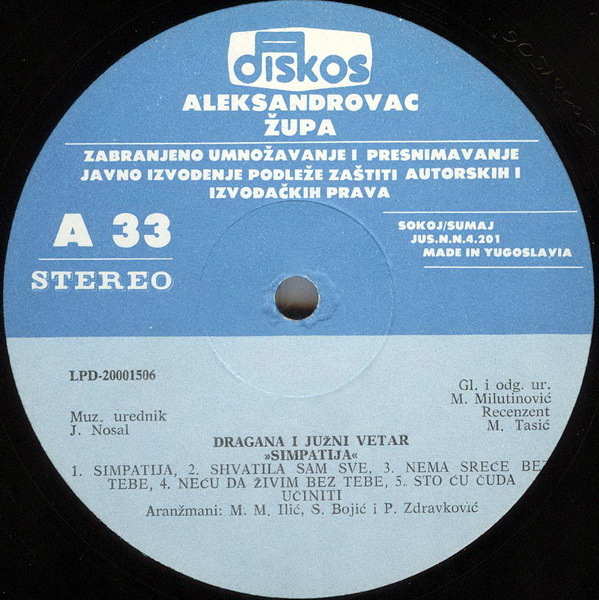 DISKOS
ALEKSANDROVAC
ŽUPA
ZABRANJENO UMNOŽAVANJE I PRESNIMAVANJE
JAVNO IZVODENJE PODLEŽE ZAŠTITI AUTORSKIH I
IZVOĐAČKIH PRAVA
A 33
STEREO
SOKOJ/SUMAJ
JUS.N.N.4.201
MADE IN YUGOSLAVIA
LPD-20001506
Muz. urednik
J. Nosal
Gl. i odg. ur.
M. Milutinović
Recenzent
M. Tasić
DRAGANA I JUŽNI VETAR
»SIMPATIJA«
1. SIMPATIJA, 2. SHVATILA SAM SVE, 3. NEMA SREĆE BEZ
TEBE, 4. NEĆU DA ŽIVIM BEZ TEBE, 5. STO ĆU ČUDA
UČINITI
Aranžmani: M. M. Ilić, S. Bojić i P. Zdravković